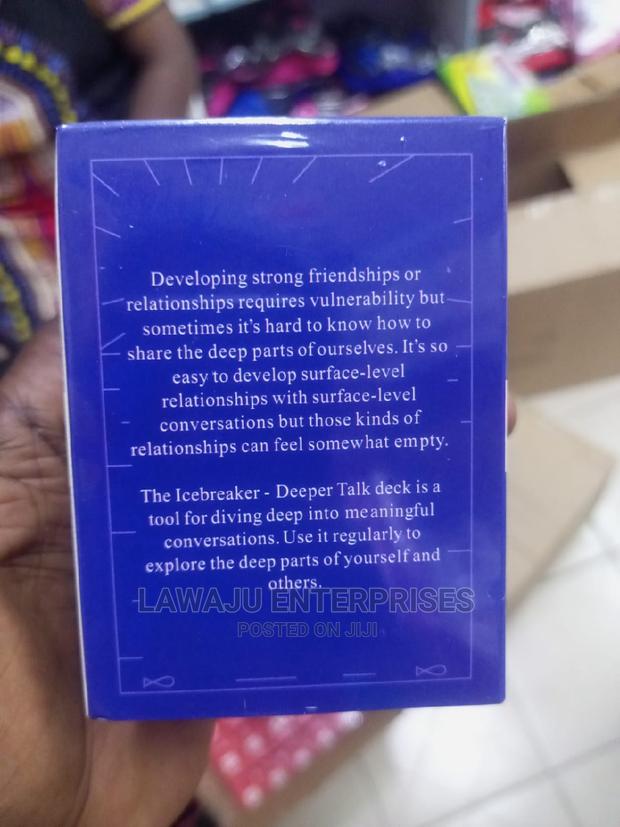 Developing strong friendships or
relationships requires vulnerability but
sometimes it's hard to know how to
share the deep parts of ourselves. It's so
easy to develop surface-level
relationships with surface-level
conversations but those kinds of
relationships can feel somewhat empty.
The Icebreaker - Deeper Talk deck is a
tool for diving deep into meaningful
conversations. Use it regularly to
explore the deep parts of yourself and
others.
LAWAJU ENTERPRISES
POSTED ON JIJI